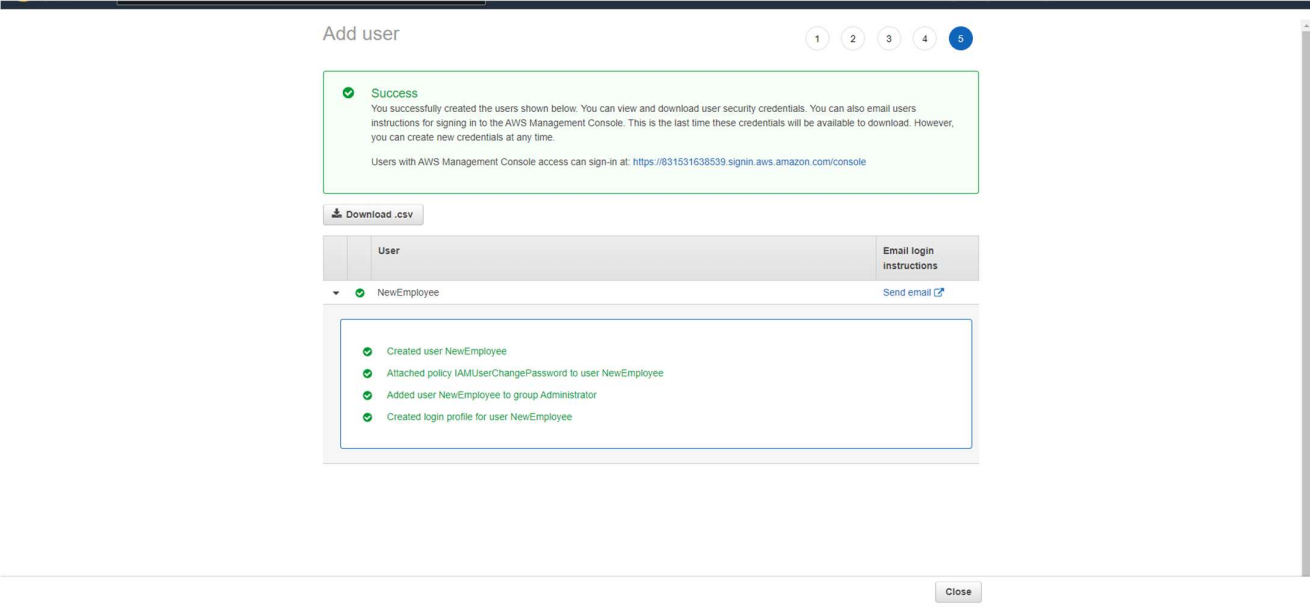 Add user
1 2 3 4 5
Success
You successfully created the users shown below. You can view and download user security credentials. You can also email users
instructions for signing in to the AWS Management Console. This is the last time these credentials will be available to download. However,
you can create new credentials at any time.
Users with AWS Management Console access can sign-in at: https://831531638539.signin.aws.amazon.com/console
Download .csv
User
Email login
instructions
NewEmployee Send email
Created user NewEmployee
Attached policy IAMUserChangePassword to user NewEmployee
Added user NewEmployee to group Administrator
Created login profile for user NewEmployee
Close